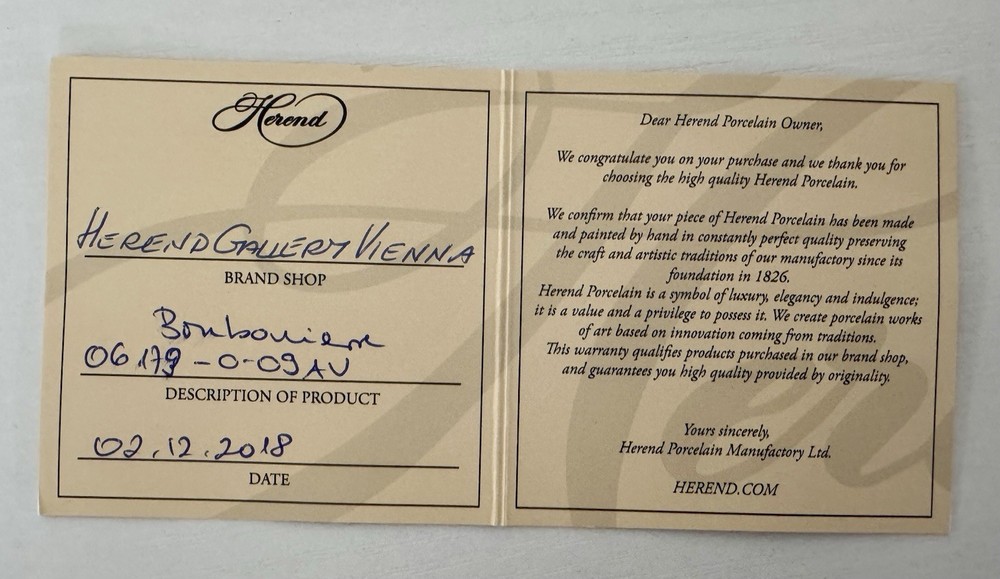 Herend
HEREND GALLERY VIENNA
BRAND SHOP
Bonboniere
06179-0-09 AV
DESCRIPTION OF PRODUCT
02.12.2018
DATE
Dear Herend Porcelain Owner,
We congratulate you on your purchase and we thank you for
choosing the high quality Herend Porcelain.
We confirm that your piece of Herend Porcelain has been made
and painted by hand in constantly perfect quality preserving
the craft and artistic traditions of our manufactory since its
foundation in 1826.
Herend Porcelain is a symbol of luxury, elegancy and indulgence;
it is a value and a privilege to possess it. We create porcelain works
of art based on innovation coming from traditions.
This warranty qualifies products purchased in our brand shop,
and guarantees you high quality provided by originality.
Yours sincerely,
Herend Porcelain Manufactory Ltd.
HEREND.COM